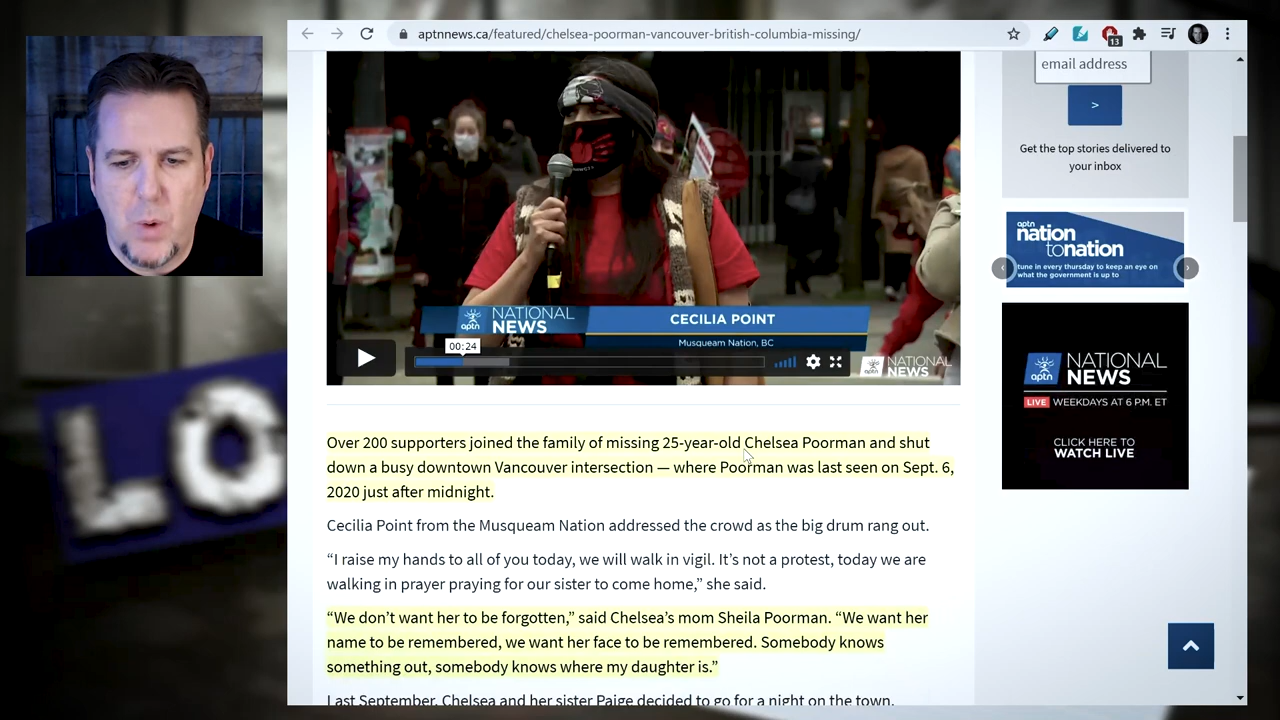 aptnnews.ca/featured/chelsea-poorman-vancouver-british-columbia-missing/
13
email address
>
Get the top stories delivered to
your inbox
aptn
nation
to nation
tune in every thursday to keep an eye on
what the government is up to
aptn
NATIONAL
NEWS
CECILIA POINT
Musqueam Nation, BC
00:24
aptn
NATIONAL
NEWS
aptn
NATIONAL
NEWS
LIVE WEEKDAYS AT 6 P.M. ET
CLICK HERE TO
WATCH LIVE
LO
Over 200 supporters joined the family of missing 25-year-old Chelsea Poorman and shut
down a busy downtown Vancouver intersection — where Poorman was last seen on Sept. 6,
2020 just after midnight.
Cecilia Point from the Musqueam Nation addressed the crowd as the big drum rang out.
“I raise my hands to all of you today, we will walk in vigil. It’s not a protest, today we are
walking in prayer praying for our sister to come home,” she said.
“We don’t want her to be forgotten,” said Chelsea’s mom Sheila Poorman. “We want her
name to be remembered, we want her face to be remembered. Somebody knows
something out, somebody knows where my daughter is.”
Last September, Chelsea and her sister Paige decided to go for a night on the town.